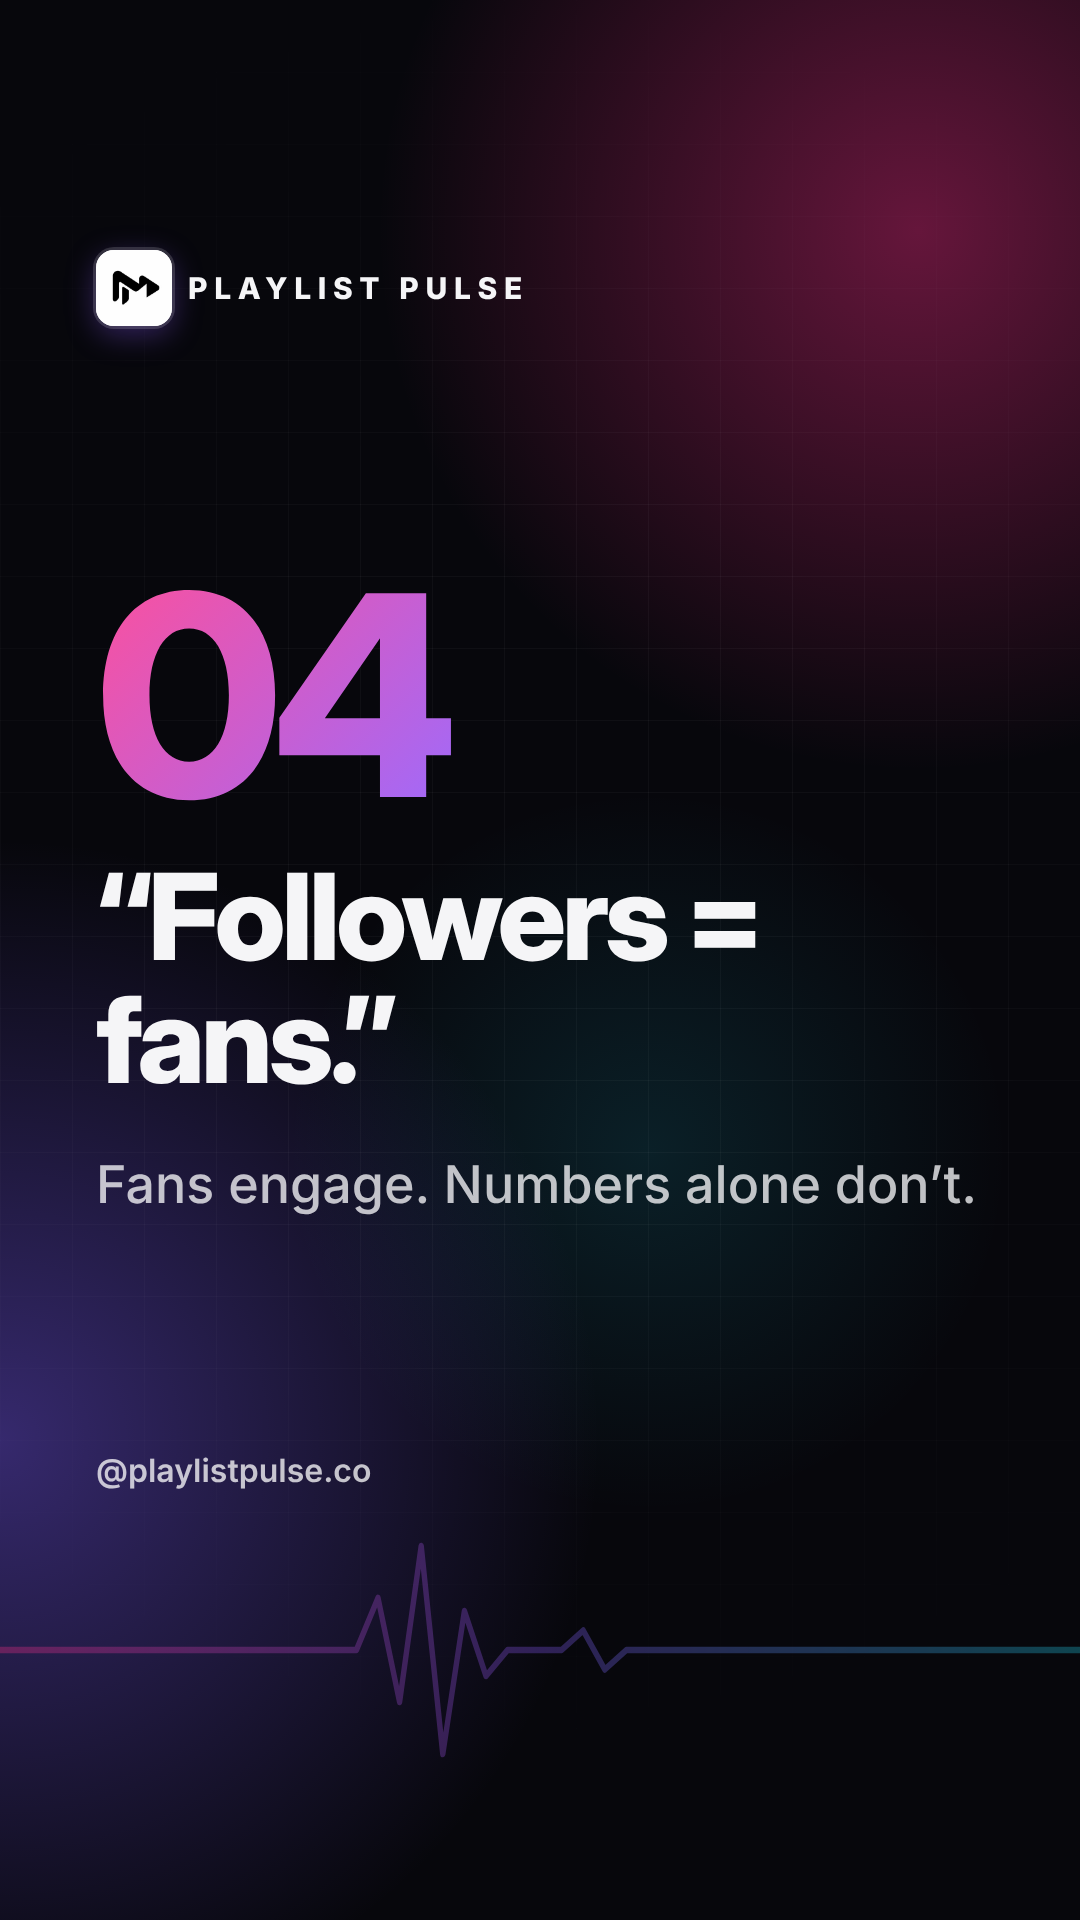 PLAYLIST PULSE
04
“Followers =
fans.”
Fans engage. Numbers alone don’t.
@playlistpulse.co